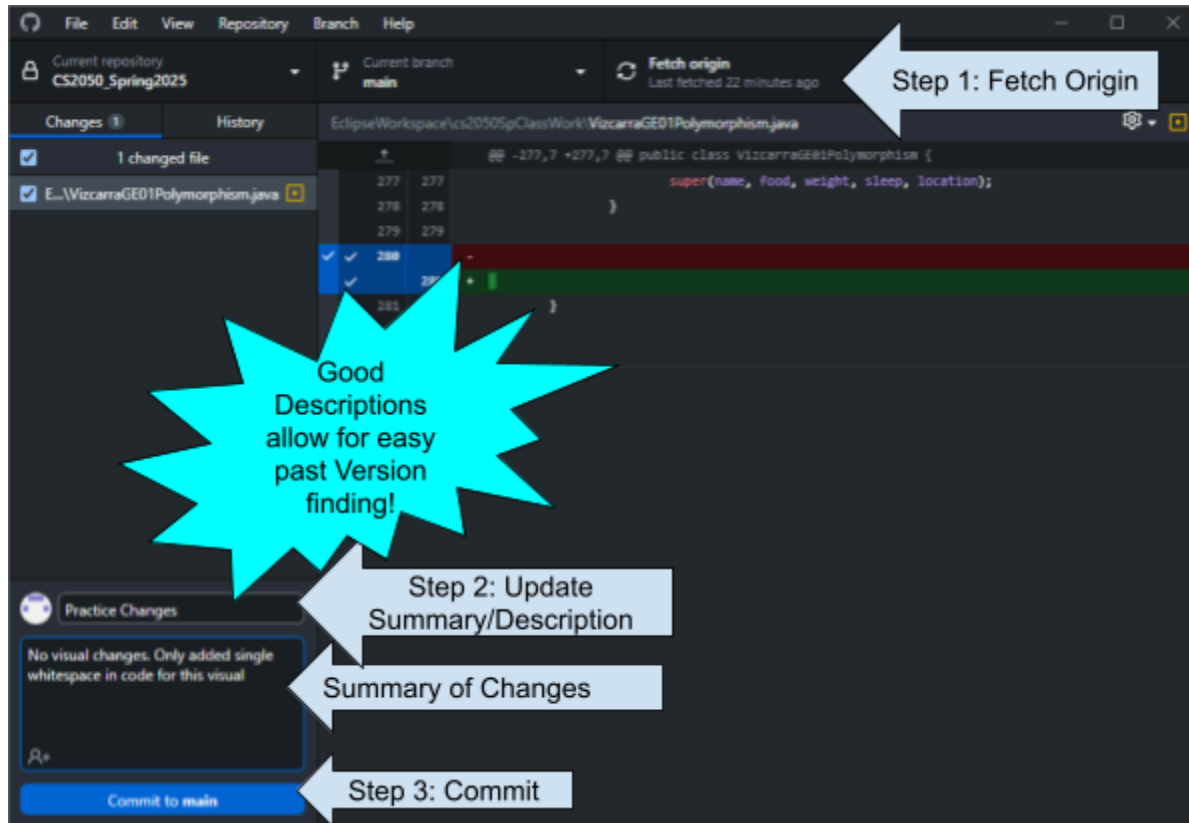 File Edit View Repository Branch Help
Current repository
CS2050_Spring2025
Current branch
main
Fetch origin
Last fetched 22 minutes ago
Step 1: Fetch Origin
Changes 1
History
EclipseWorkspace\cs2050SpClassWork\VizcarraGE01Polymorphism.java
1 changed file
@@ -277,7 +277,7 @@ public class VizcarraGE01Polymorphism {
E...\VizcarraGE01Polymorphism.java
277 277 super(name, food, weight, sleep, location);
278 278 }
279 279
280 -
+
281 }
Good
Descriptions
allow for easy
past Version
finding!
Step 2: Update
Summary/Description
Practice Changes
No visual changes. Only added single
whitespace in code for this visual
Summary of Changes
Step 3: Commit
Commit to main